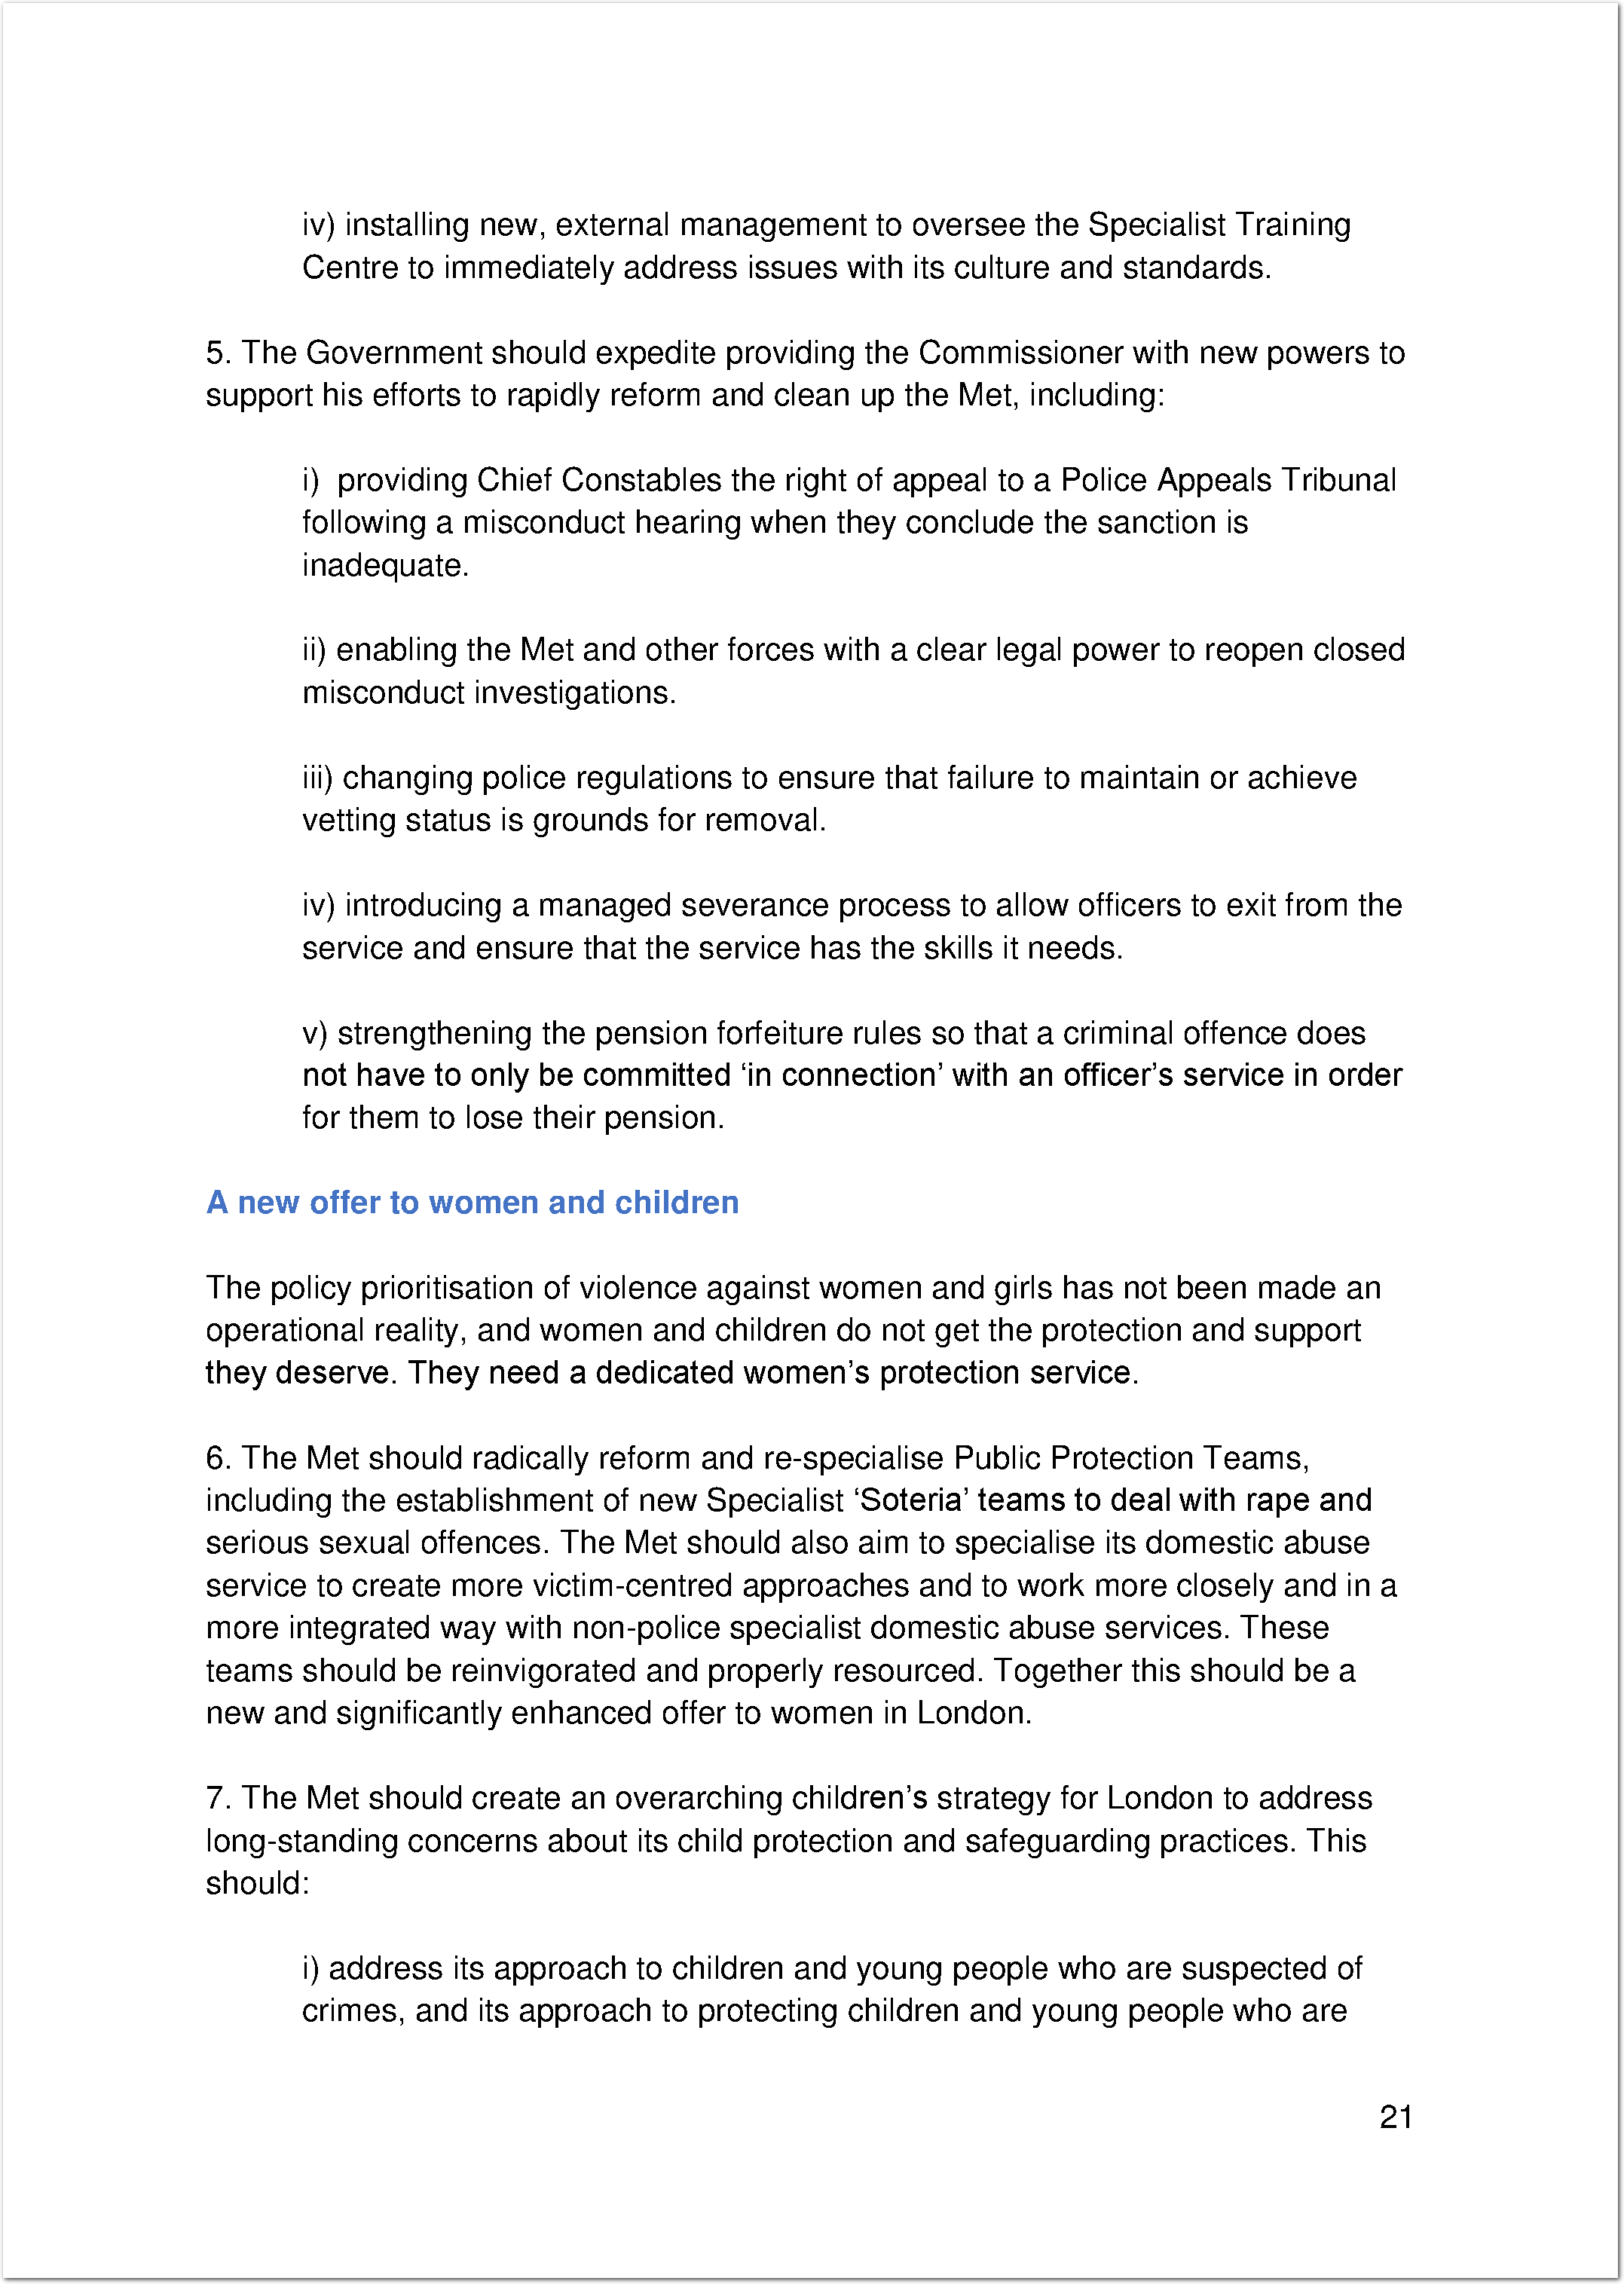 iv) installing new, external management to oversee the Specialist Training
Centre to immediately address issues with its culture and standards.
5. The Government should expedite providing the Commissioner with new powers to
support his efforts to rapidly reform and clean up the Met, including:
i)  providing Chief Constables the right of appeal to a Police Appeals Tribunal
following a misconduct hearing when they conclude the sanction is
inadequate.
ii) enabling the Met and other forces with a clear legal power to reopen closed
misconduct investigations.
iii) changing police regulations to ensure that failure to maintain or achieve
vetting status is grounds for removal.
iv) introducing a managed severance process to allow officers to exit from the
service and ensure that the service has the skills it needs.
v) strengthening the pension forfeiture rules so that a criminal offence does
not have to only be committed ‘in connection’ with an officer’s service in order
for them to lose their pension.
A new offer to women and children
The policy prioritisation of violence against women and girls has not been made an
operational reality, and women and children do not get the protection and support
they deserve. They need a dedicated women’s protection service.
6. The Met should radically reform and re-specialise Public Protection Teams,
including the establishment of new Specialist ‘Soteria’ teams to deal with rape and
serious sexual offences. The Met should also aim to specialise its domestic abuse
service to create more victim-centred approaches and to work more closely and in a
more integrated way with non-police specialist domestic abuse services. These
teams should be reinvigorated and properly resourced. Together this should be a
new and significantly enhanced offer to women in London.
7. The Met should create an overarching children’s strategy for London to address
long-standing concerns about its child protection and safeguarding practices. This
should:
i) address its approach to children and young people who are suspected of
crimes, and its approach to protecting children and young people who are
21